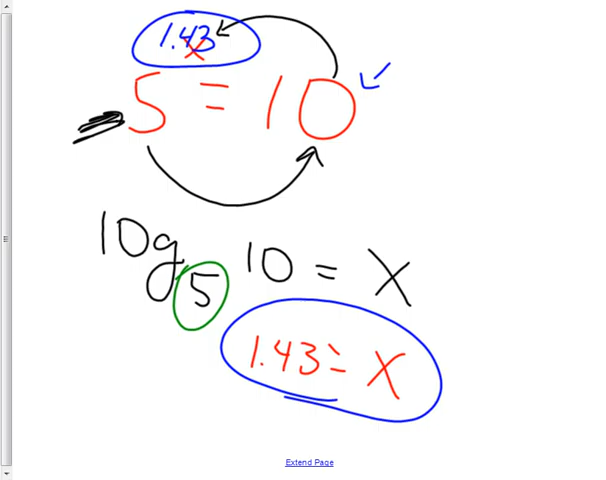 1.43
x
5 = 10
log5 10 = x
1.43 = x
Extend Page